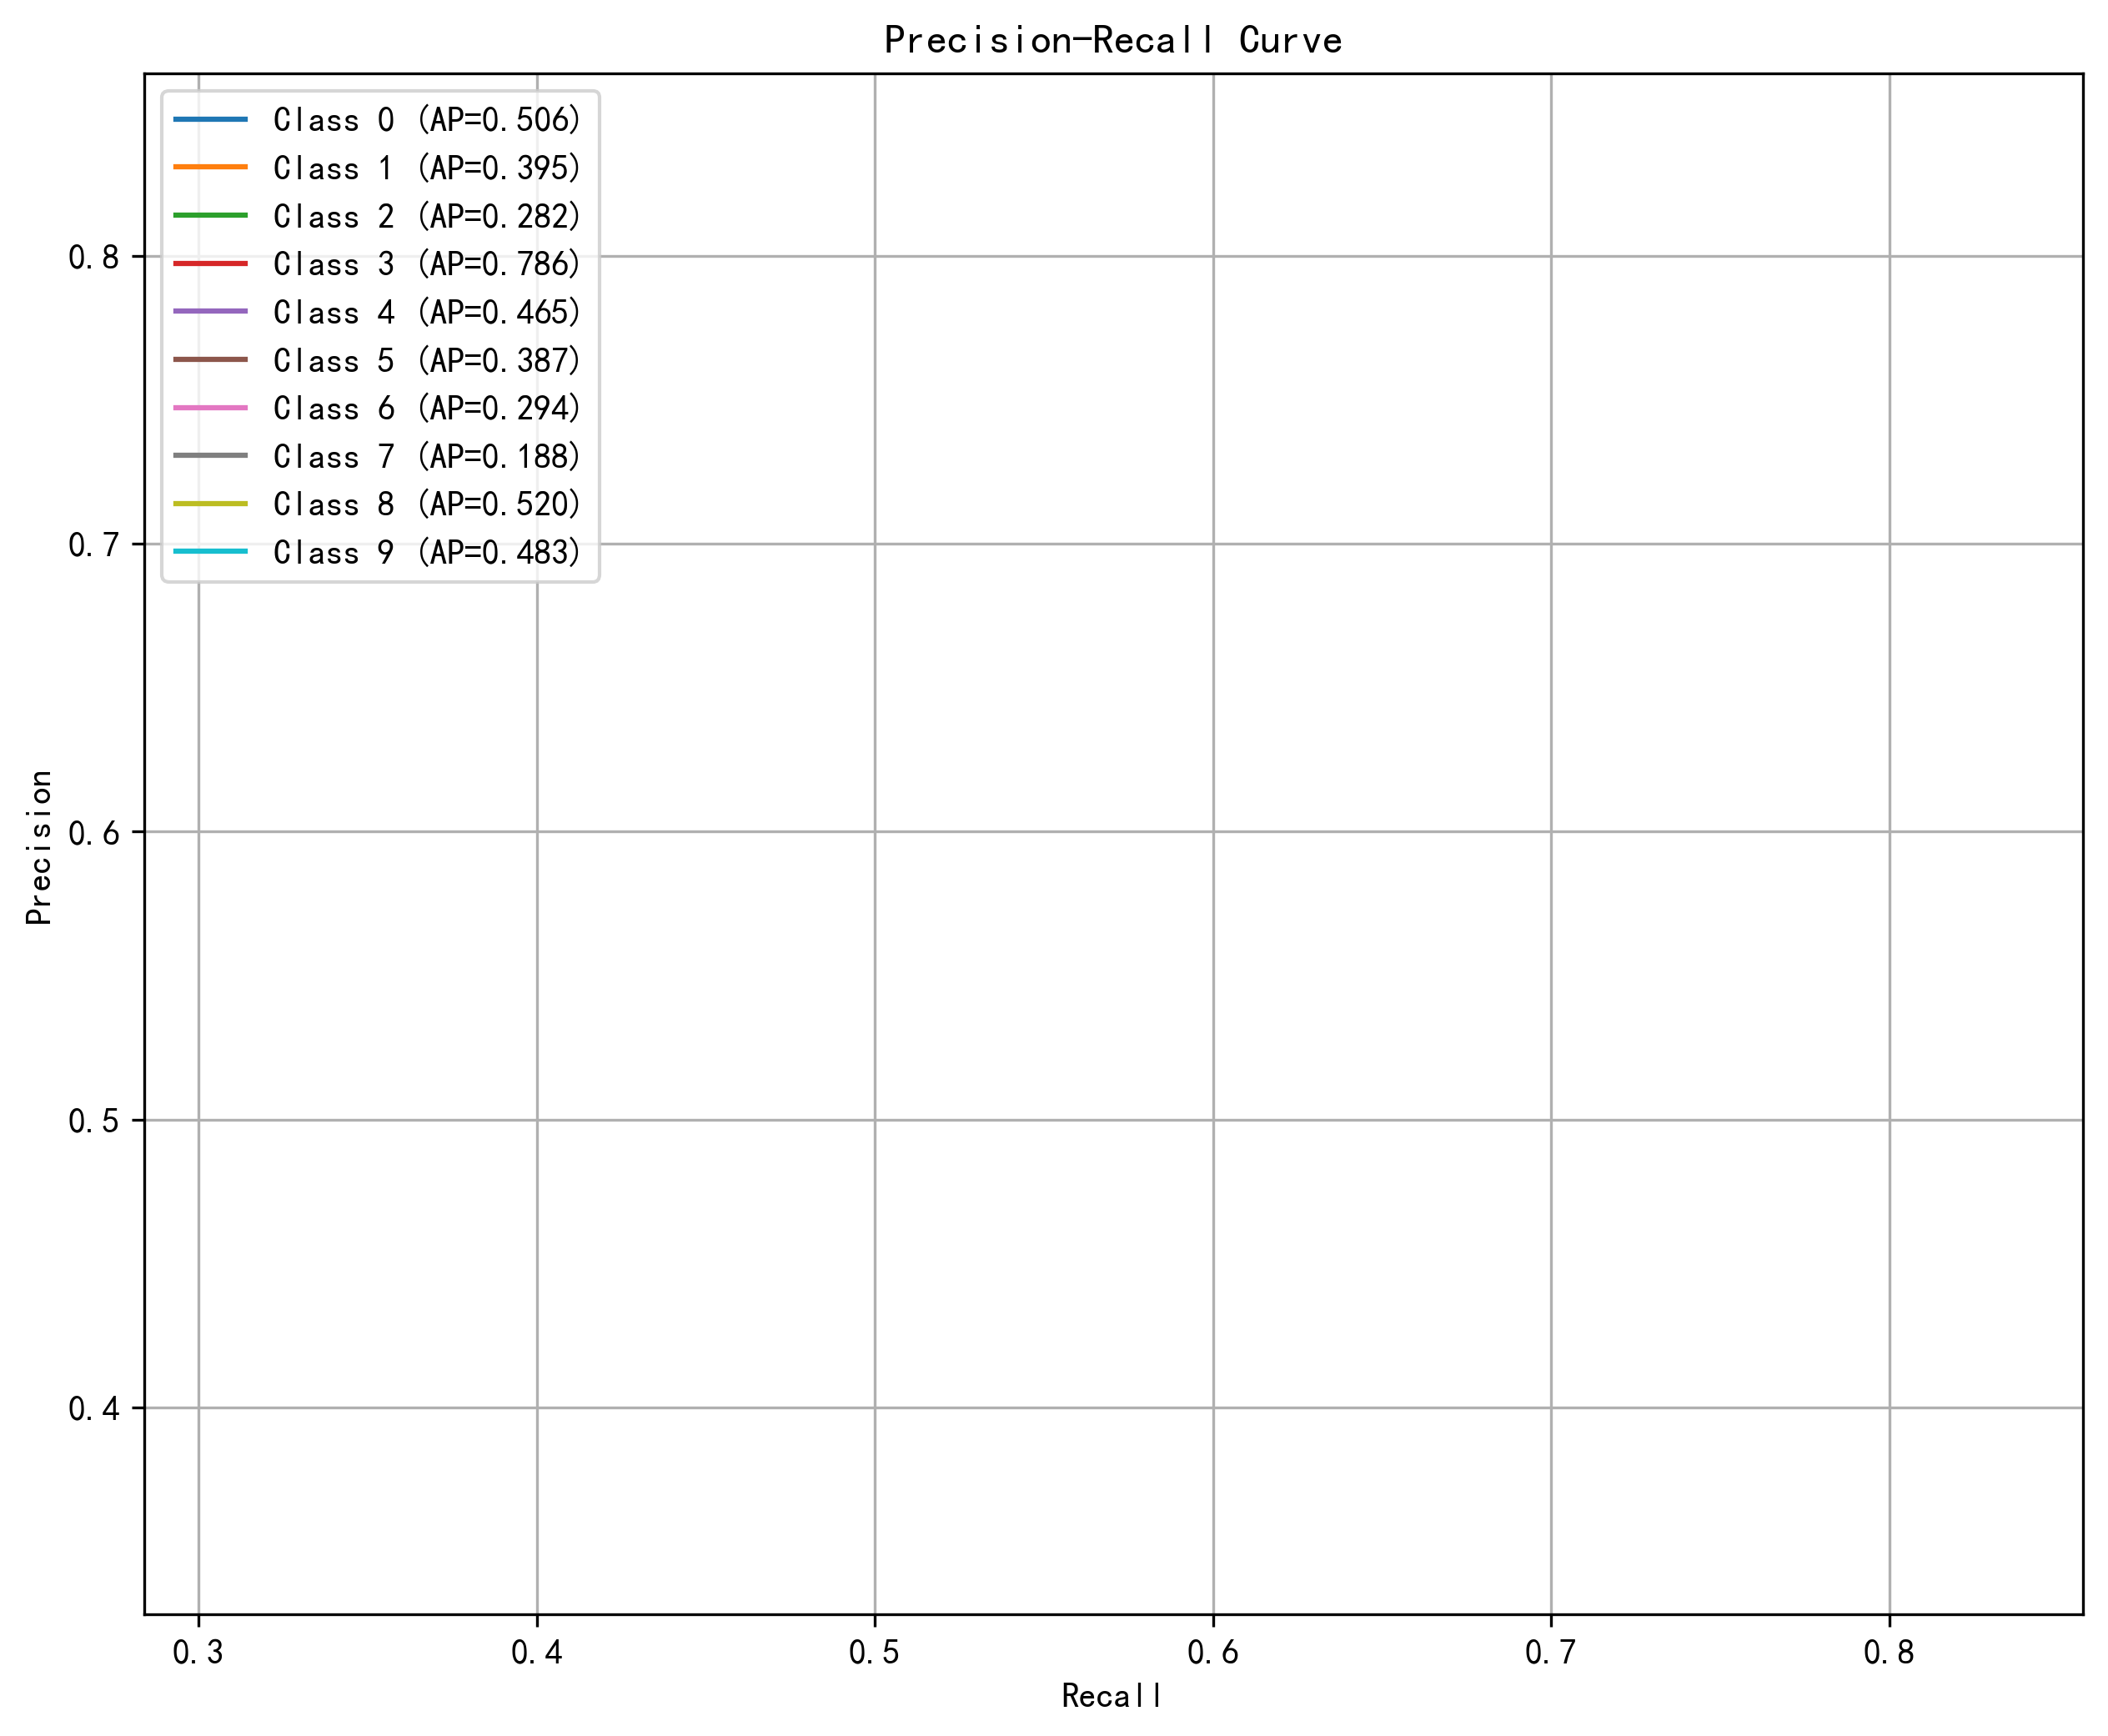 Precision-Recall Curve
Class 0 (AP=0.506)
Class 1 (AP=0.395)
Class 2 (AP=0.282)
Class 3 (AP=0.786)
Class 4 (AP=0.465)
Class 5 (AP=0.387)
Class 6 (AP=0.294)
Class 7 (AP=0.188)
Class 8 (AP=0.520)
Class 9 (AP=0.483)
0.8
0.7
0.6
0.5
0.4
Precision
0.3 0.4 0.5 0.6 0.7 0.8
Recall